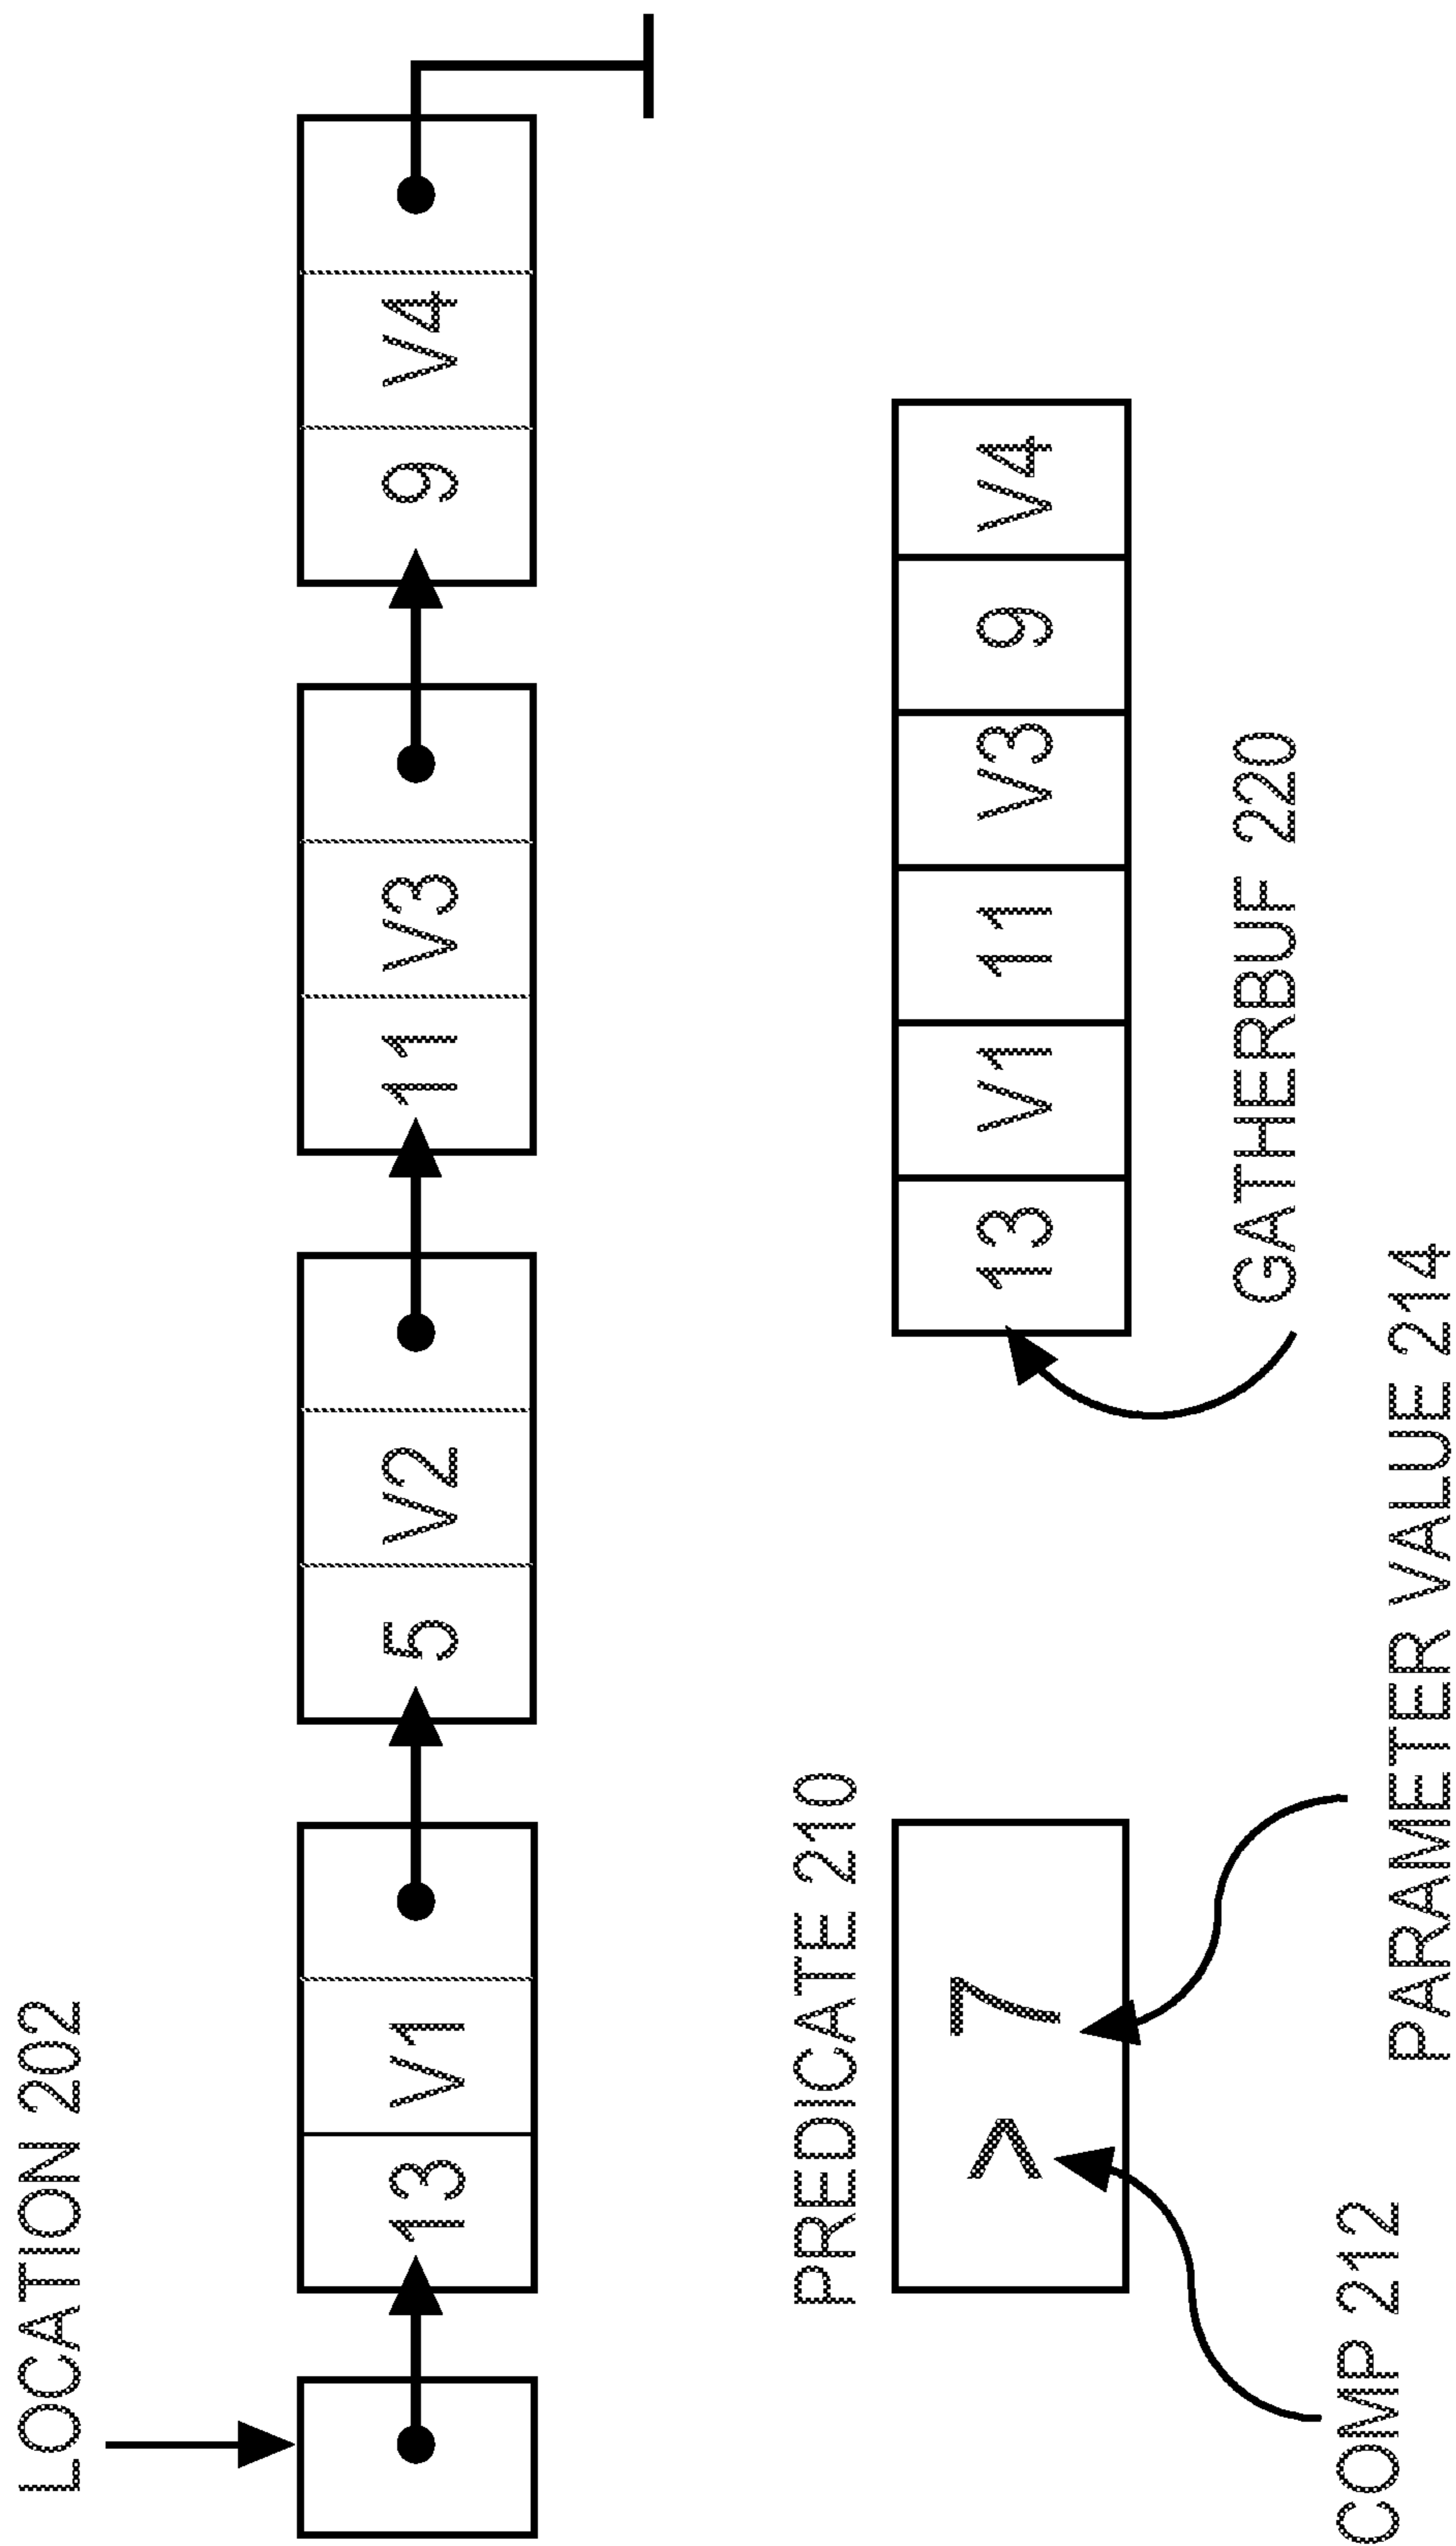 LOCATION 202
13 V1 5 V2 11 V3 9 V4
PREDICATE 210
> 7
13 V1 11 V3 9 V4
COMP 212
PARAMETER VALUE 214
GATHERBUF 220